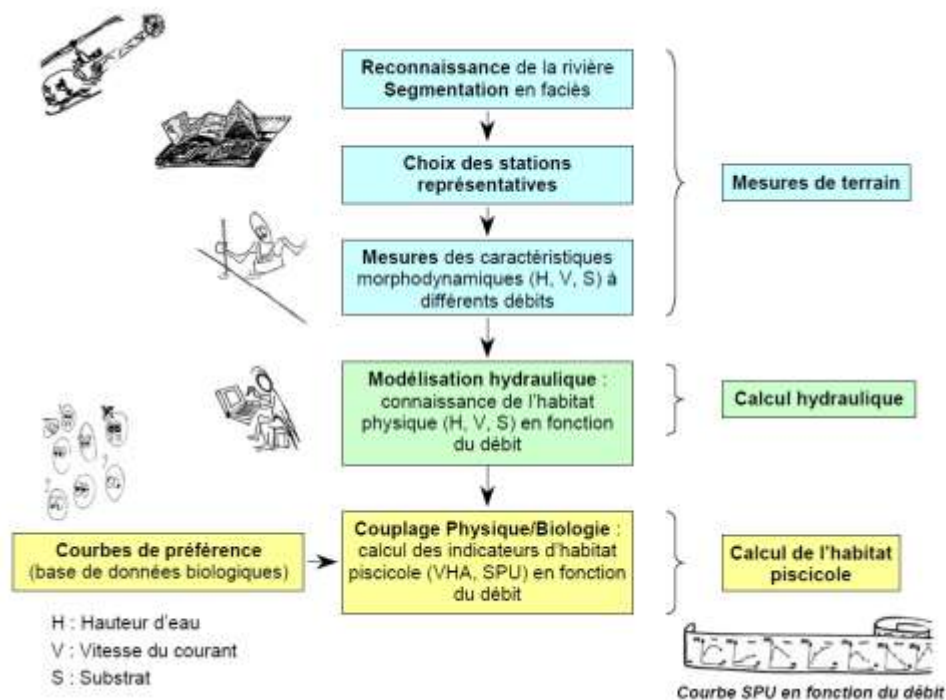 Reconnaissance de la rivière
Segmentation en faciès
Choix des stations
représentatives
Mesures de terrain
Mesures des caractéristiques
morphodynamiques (H, V, S) à
différents débits
Modélisation hydraulique :
connaissance de l'habitat
physique (H, V, S) en fonction
du débit
Calcul hydraulique
Courbes de préférence
(base de données biologiques)
Couplage Physique/Biologie :
calcul des indicateurs d'habitat
piscicole (VHA, SPU) en fonction
du débit
Calcul de l'habitat
piscicole
H : Hauteur d'eau
V : Vitesse du courant
S : Substrat
Courbe SPU en fonction du débit